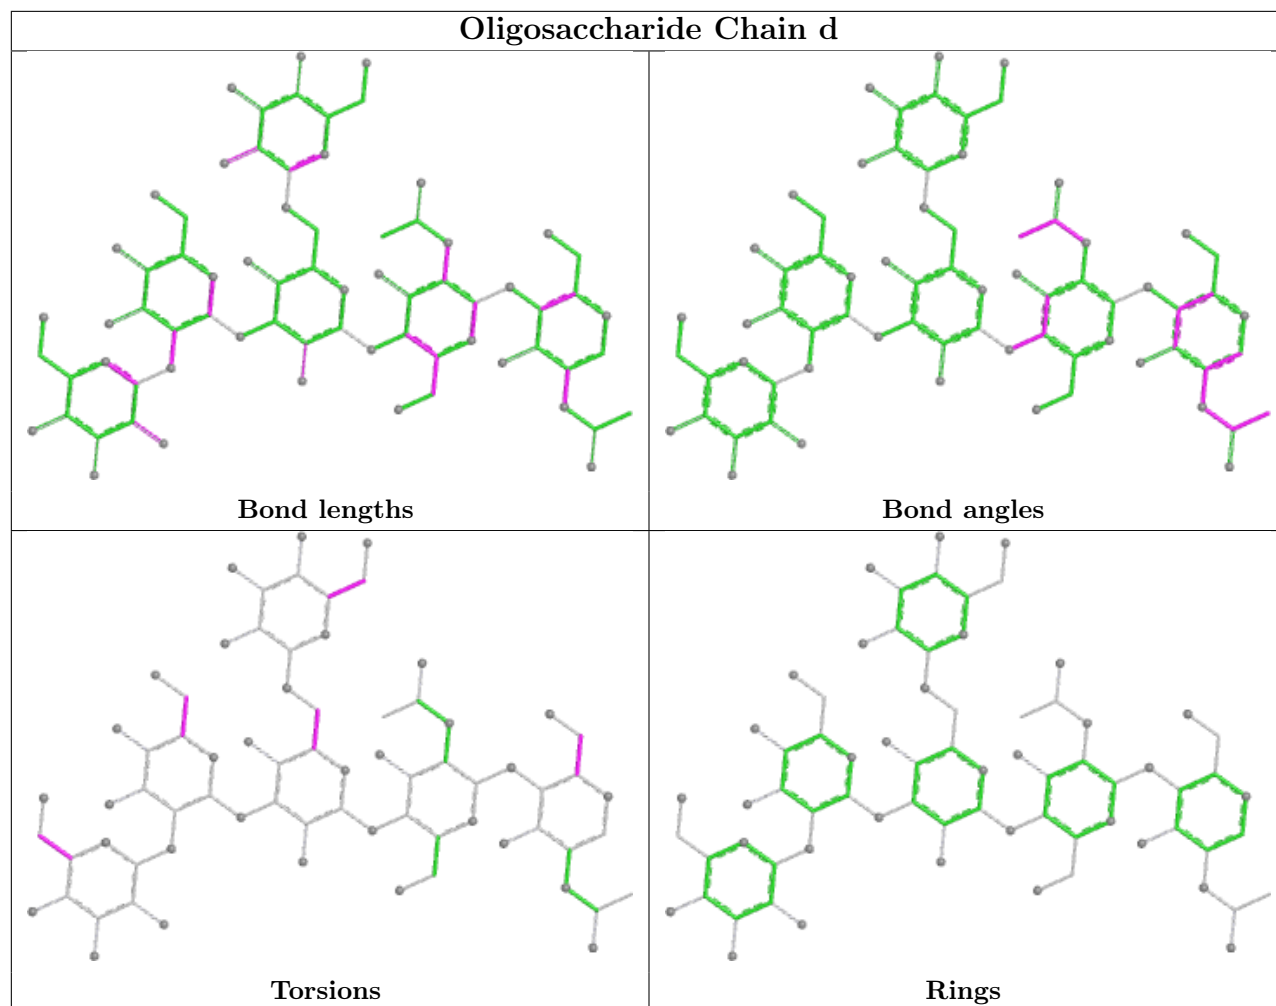 Oligosaccharide Chain d
Bond lengths
Bond angles
Torsions
Rings